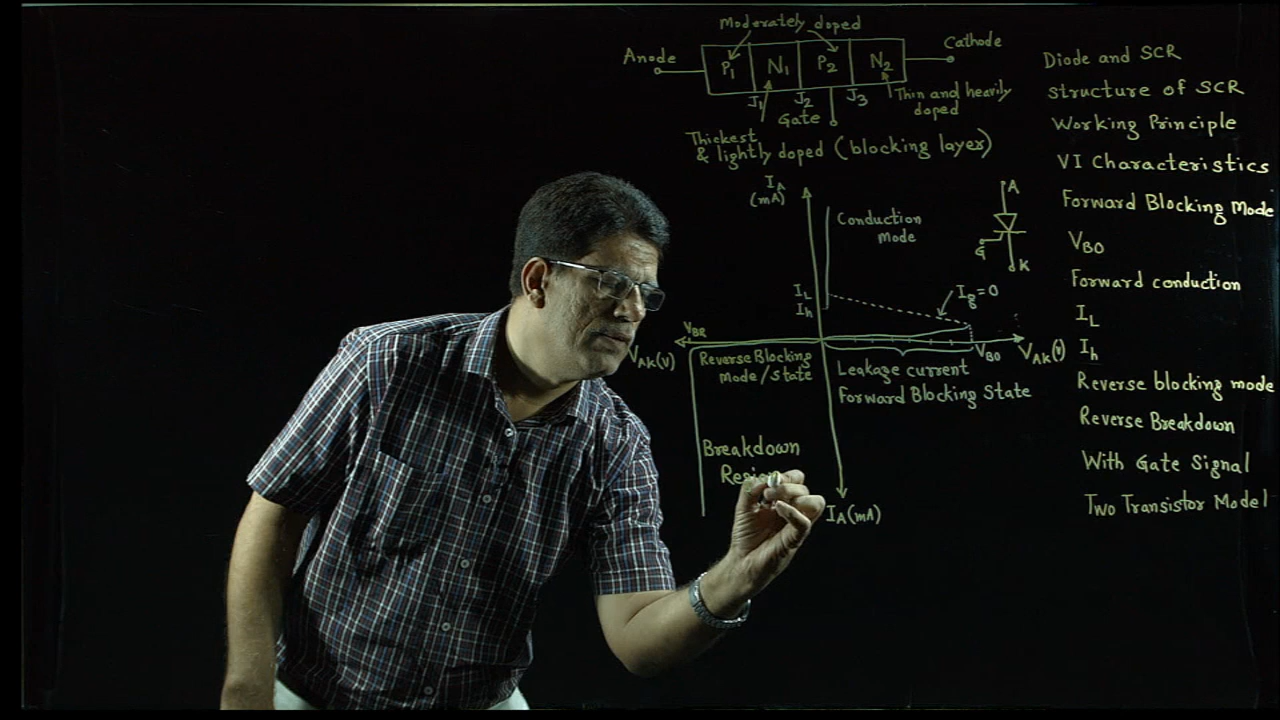 Moderately doped
Anode
P1 N1 P2 N2
Cathode
J1 J2 J3
Thin and heavily
doped
Gate
Thickest
& lightly doped (blocking layer)
IA
(mA)
Conduction
mode
A
G
K
IL
Ih
Ig=0
VBR
VAK(V)
VBO
VAK(V)
Reverse Blocking
mode/state
Leakage current
Forward Blocking State
Breakdown
IA(mA)
Diode and SCR
structure of SCR
Working Principle
VI Characteristics
Forward Blocking Mode
VBO
Forward conduction
IL
Ih
Reverse blocking mode
Reverse Breakdown
With Gate Signal
Two Transistor Model